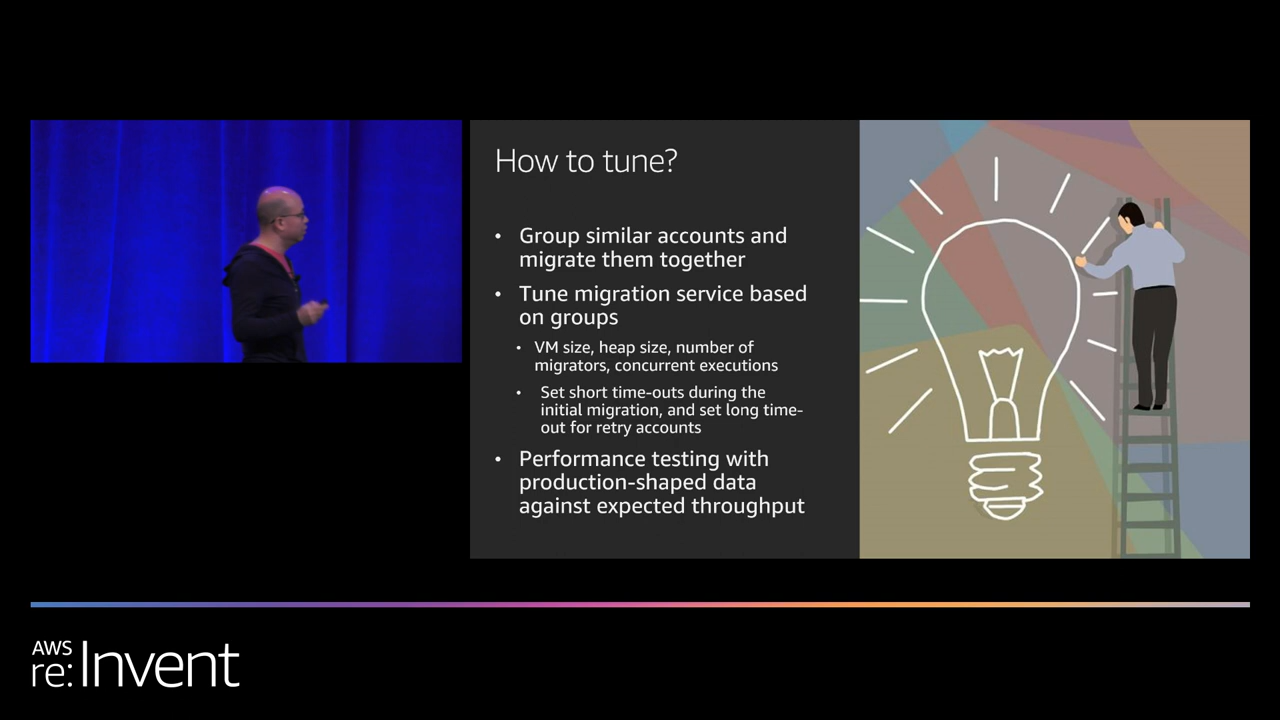 How to tune?
• Group similar accounts and
migrate them together
• Tune migration service based
on groups
• VM size, heap size, number of
migrators, concurrent executions
• Set short time-outs during the
initial migration, and set long time-
out for retry accounts
• Performance testing with
production-shaped data
against expected throughput
AWS
re:Invent